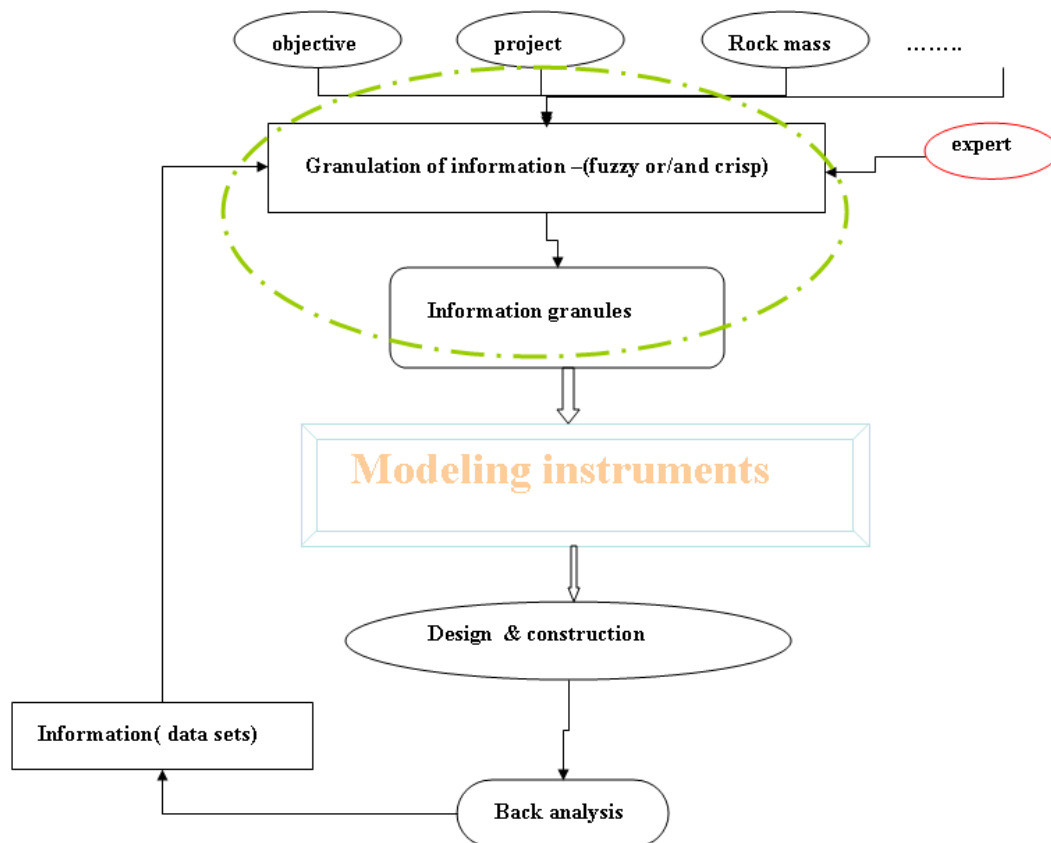 objective
project
Rock mass
……..
expert
Granulation of information –(fuzzy or/and crisp)
Information granules
Modeling instruments
Design & construction
Information( data sets)
Back analysis